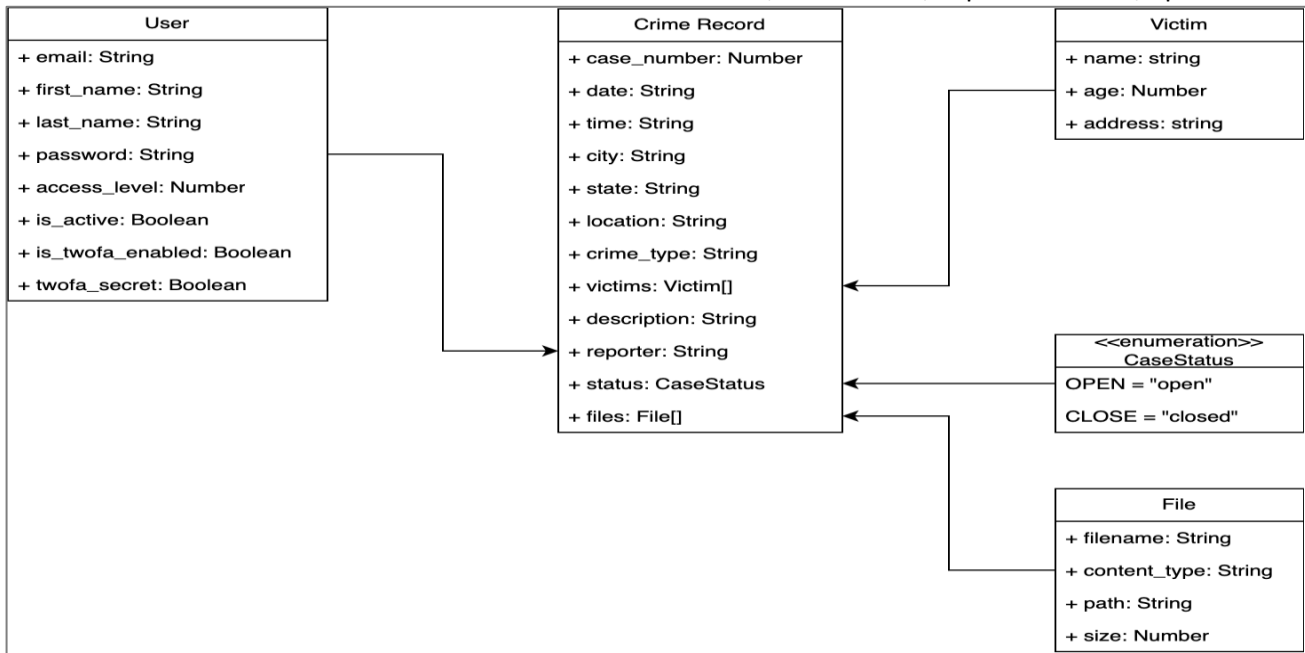 User
+ email: String
+ first_name: String
+ last_name: String
+ password: String
+ access_level: Number
+ is_active: Boolean
+ is_twofa_enabled: Boolean
+ twofa_secret: Boolean
Crime Record
+ case_number: Number
+ date: String
+ time: String
+ city: String
+ state: String
+ location: String
+ crime_type: String
+ victims: Victim[]
+ description: String
+ reporter: String
+ status: CaseStatus
+ files: File[]
Victim
+ name: string
+ age: Number
+ address: string
<<enumeration>>
CaseStatus
OPEN = "open"
CLOSE = "closed"
File
+ filename: String
+ content_type: String
+ path: String
+ size: Number